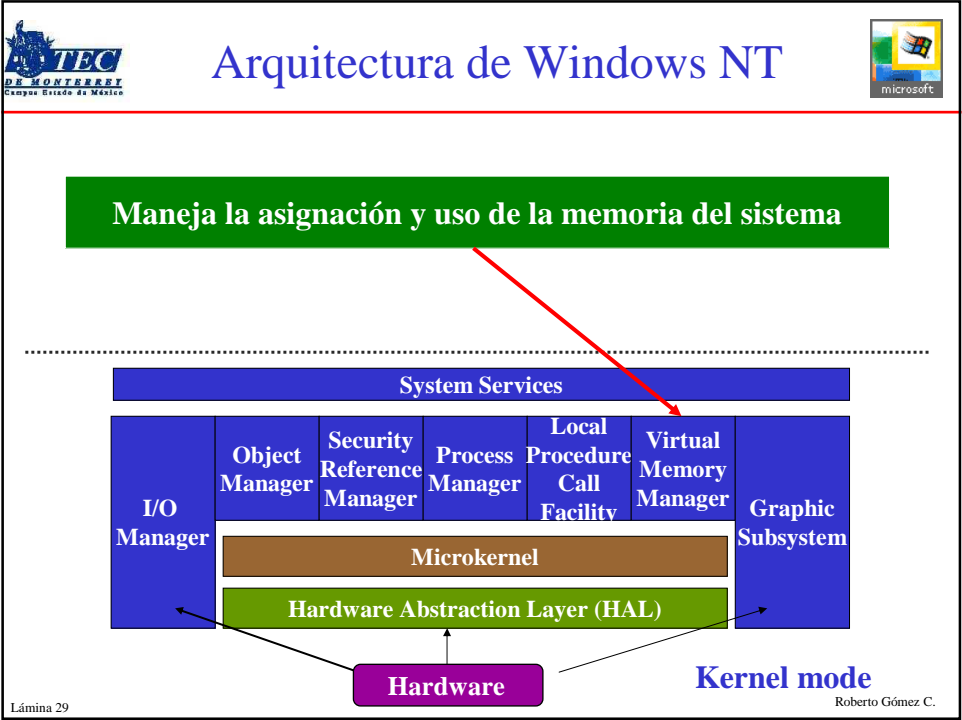 TEC
DE MONTERREY
Campus Estado de México
Arquitectura de Windows NT
microsoft
Maneja la asignación y uso de la memoria del sistema
System Services
I/O
Manager
Object
Manager
Security
Reference
Manager
Process
Manager
Local
Procedure
Call
Facility
Virtual
Memory
Manager
Graphic
Subsystem
Microkernel
Hardware Abstraction Layer (HAL)
Hardware
Kernel mode
Lámina 29
Roberto Gómez C.